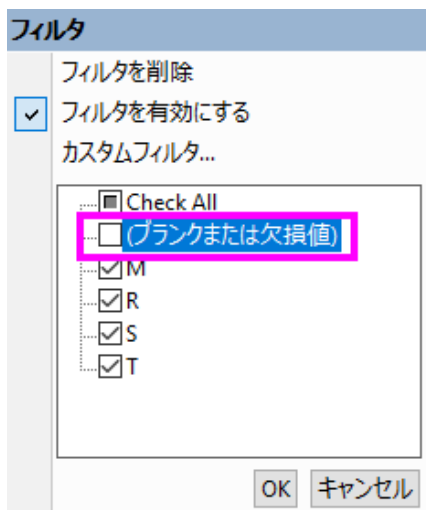 フィルタ
フィルタを削除
フィルタを有効にする
カスタムフィルタ...
Check All
(ブランクまたは欠損値)
M
R
S
T
OK キャンセル